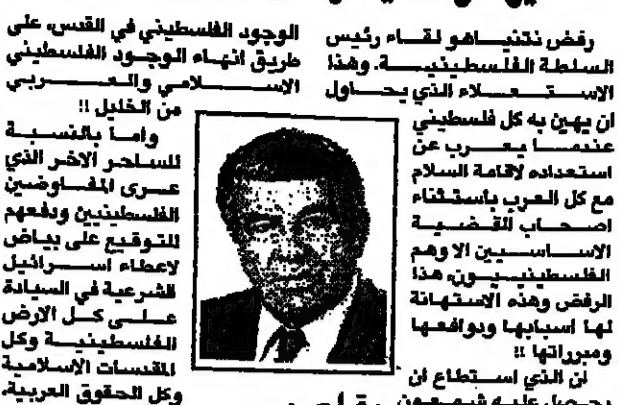 رفض نتنياهو لقاء رئيس
السلطة الفلسطينية. وهذا
الاستعلاء الذي يحاول
ان يهين به كل فلسطيني
عندما يعرب عن
استعداده لاقامة السلام
مع كل العرب باستثناء
اصحاب القضية
الاساسيين الا وهم
الفلسطينيون، هذا
الرفض وهذه الاستهانة
لها اسبابها ودوافعها
ومبرراتها !!
ان الذي استطاع ان
يحصل عليه شمعون
الوجود الفلسطيني في القدس، على
طريق انهاء الوجود الفلسطيني
الاسلامي والعربي
من الخليل !!
واما بالنسبة
للساحر الاخر الذي
عرى المفاوضين
الفلسطينيين ودفعهم
للتوقيع على بياض
لاعطاء اسرائيل
الشرعية في السيادة
على كل الارض
الفلسطينية وكل
المقدسات الاسلامية
وكل الحقوق العربية،